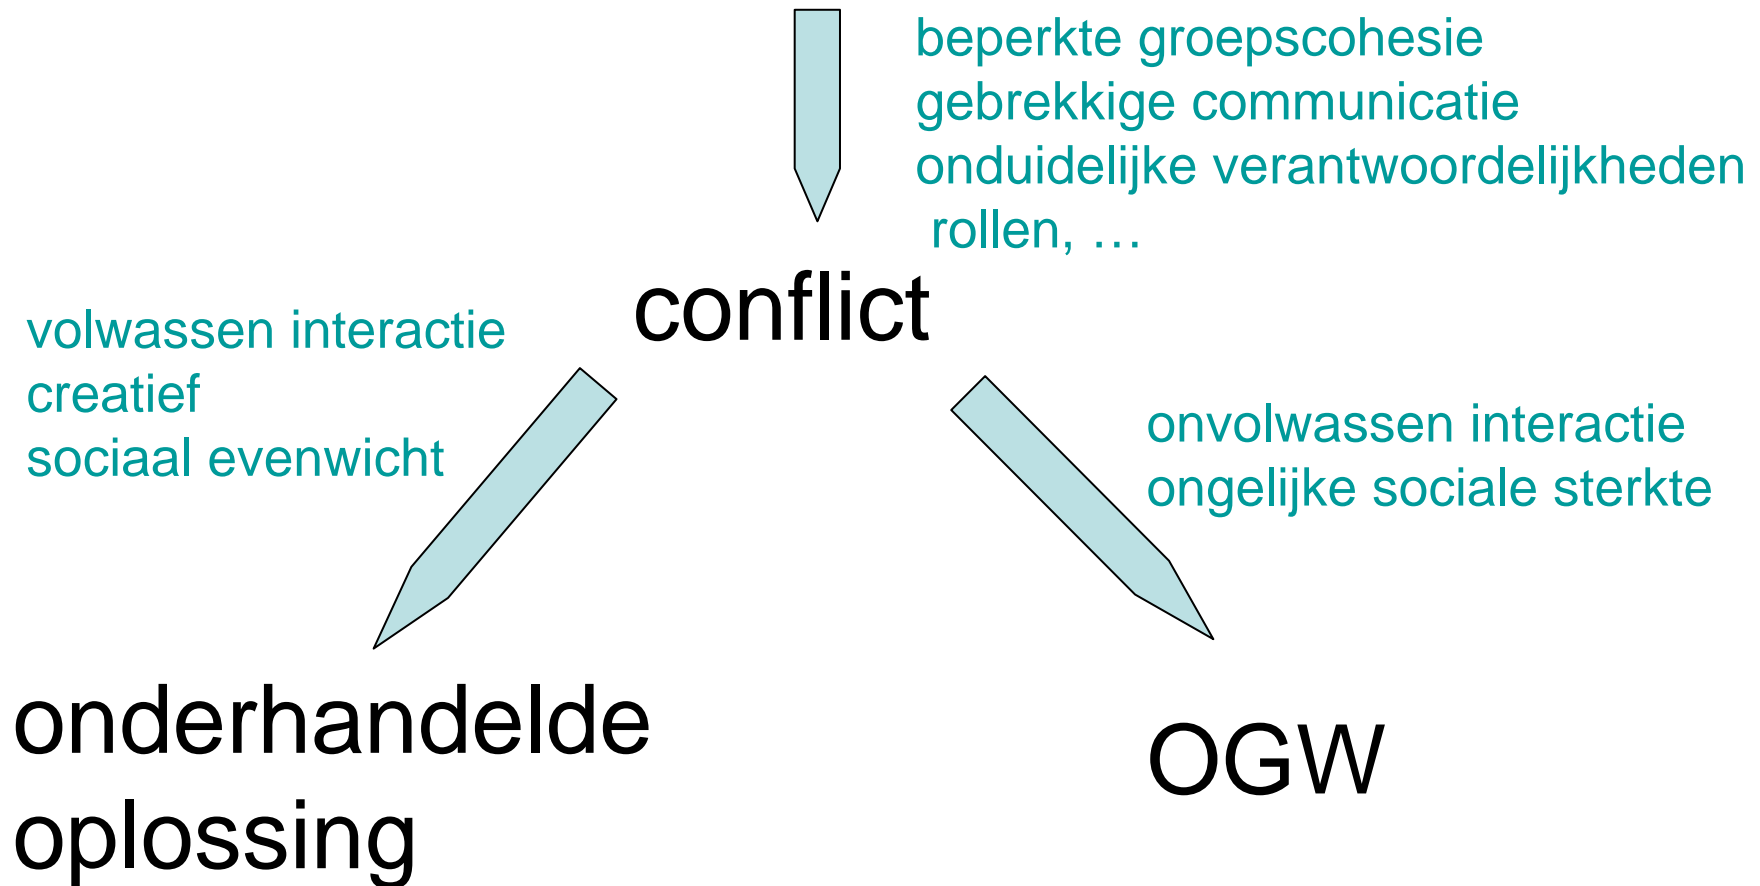 beperkte groepscohesie
gebrekkige communicatie
onduidelijke verantwoordelijkheden
rollen, …
conflict
volwassen interactie
creatief
sociaal evenwicht
onvolwassen interactie
ongelijke sociale sterkte
onderhandelde
oplossing
OGW